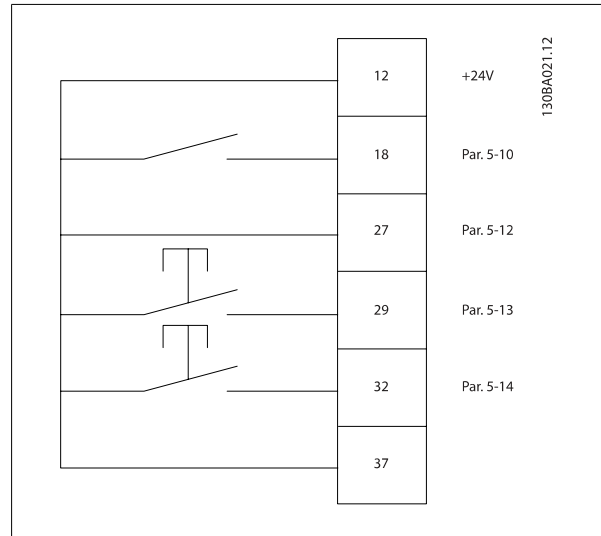 12 +24V
18 Par. 5-10
27 Par. 5-12
29 Par. 5-13
32 Par. 5-14
37
130BA021.12